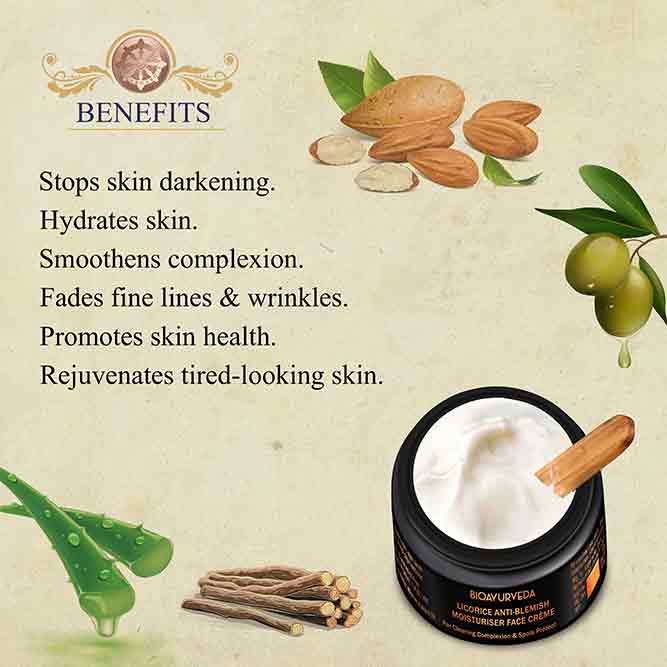 BENEFITS
Stops skin darkening.
Hydrates skin.
Smoothens complexion.
Fades fine lines & wrinkles.
Promotes skin health.
Rejuvenates tired-looking skin.
BIOAYURVEDA
LICORICE ANTI-BLEMISH
MOISTURISER FACE CRÈME
For Clearing Complexion & Spots